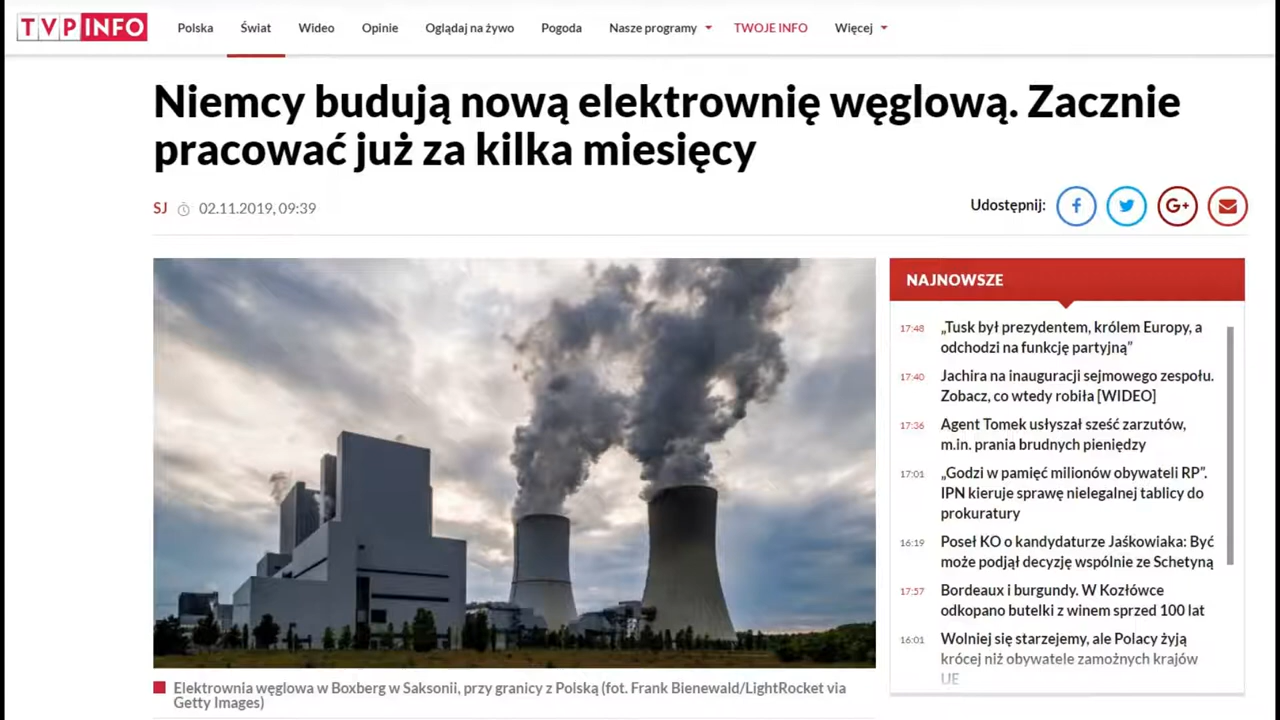 TVP INFO
Polska Świat Wideo Opinie Oglądaj na żywo Pogoda Nasze programy TWOJE INFO Więcej
Niemcy budują nową elektrownię węglową. Zacznie
pracować już za kilka miesięcy
SJ 02.11.2019, 09:39
Udostępnij:
G+
NAJNOWSZE
17:48 „Tusk był prezydentem, królem Europy, a
odchodzi na funkcję partyjną”
17:40 Jachira na inauguracji sejmowego zespołu.
Zobacz, co wtedy robiła [WIDEO]
17:36 Agent Tomek usłyszał sześć zarzutów,
m.in. prania brudnych pieniędzy
17:01 „Godzi w pamięć milionów obywateli RP”.
IPN kieruje sprawę nielegalnej tablicy do
prokuratury
16:19 Poseł KO o kandydaturze Jaśkowiaka: Być
może podjął decyzję wspólnie ze Schetyną
17:57 Bordeaux i burgundy. W Kozłówce
odkopano butelki z winem sprzed 100 lat
16:01 Wolniej się starzejemy, ale Polacy żyją
krócej niż obywatele zamożnych krajów
UE
Elektrownia węglowa w Boxberg w Saksonii, przy granicy z Polską (fot. Frank Bienewald/LightRocket via
Getty Images)